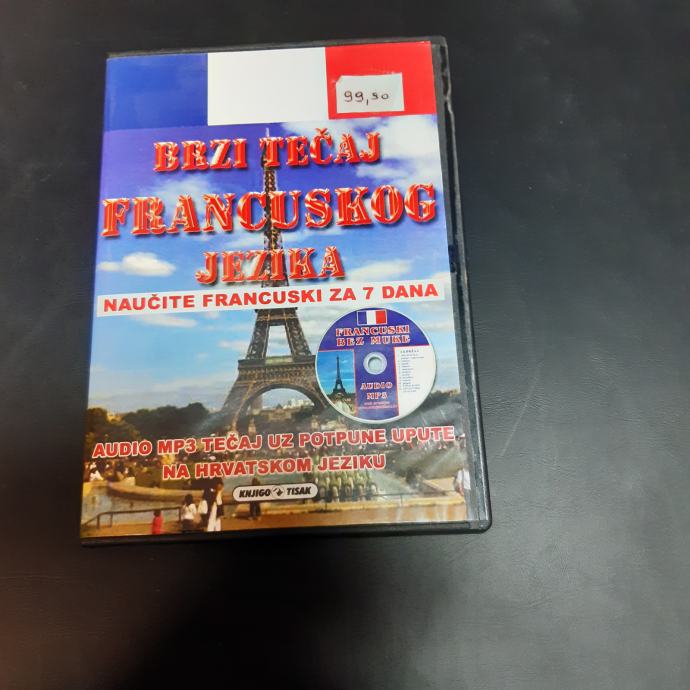 99,90
BRZI TEČAJ
FRANCUSKOG
JEZIKA
NAUČITE FRANCUSKI ZA 7 DANA
FRANCUSKI
BEZ MUKE
AUDIO
MP3
AUDIO MP3 TEČAJ UZ POTPUNE UPUTE
NA HRVATSKOM JEZIKU
KNJIGO TISAK